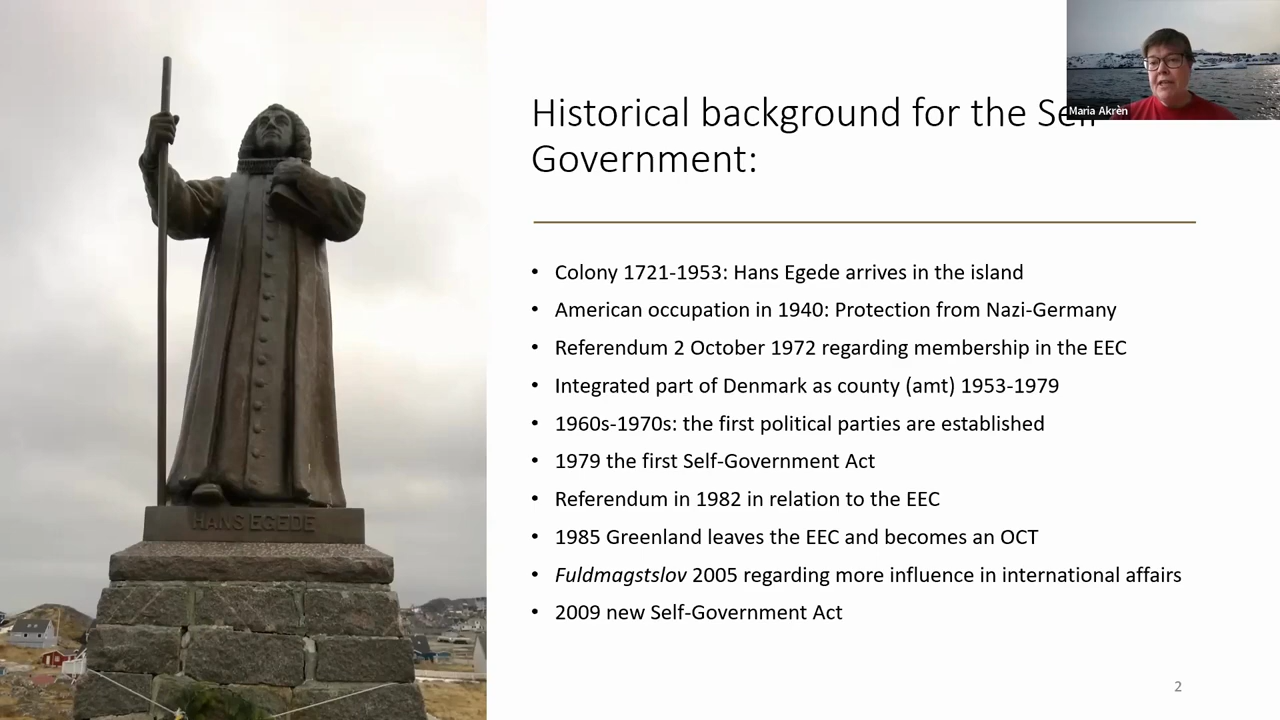 Maria Akrèn
Historical background for the Self-
Government:
• Colony 1721-1953: Hans Egede arrives in the island
• American occupation in 1940: Protection from Nazi-Germany
• Referendum 2 October 1972 regarding membership in the EEC
• Integrated part of Denmark as county (amt) 1953-1979
• 1960s-1970s: the first political parties are established
• 1979 the first Self-Government Act
• Referendum in 1982 in relation to the EEC
• 1985 Greenland leaves the EEC and becomes an OCT
• Fuldmagstslov 2005 regarding more influence in international affairs
• 2009 new Self-Government Act
HANS EGEDE
2